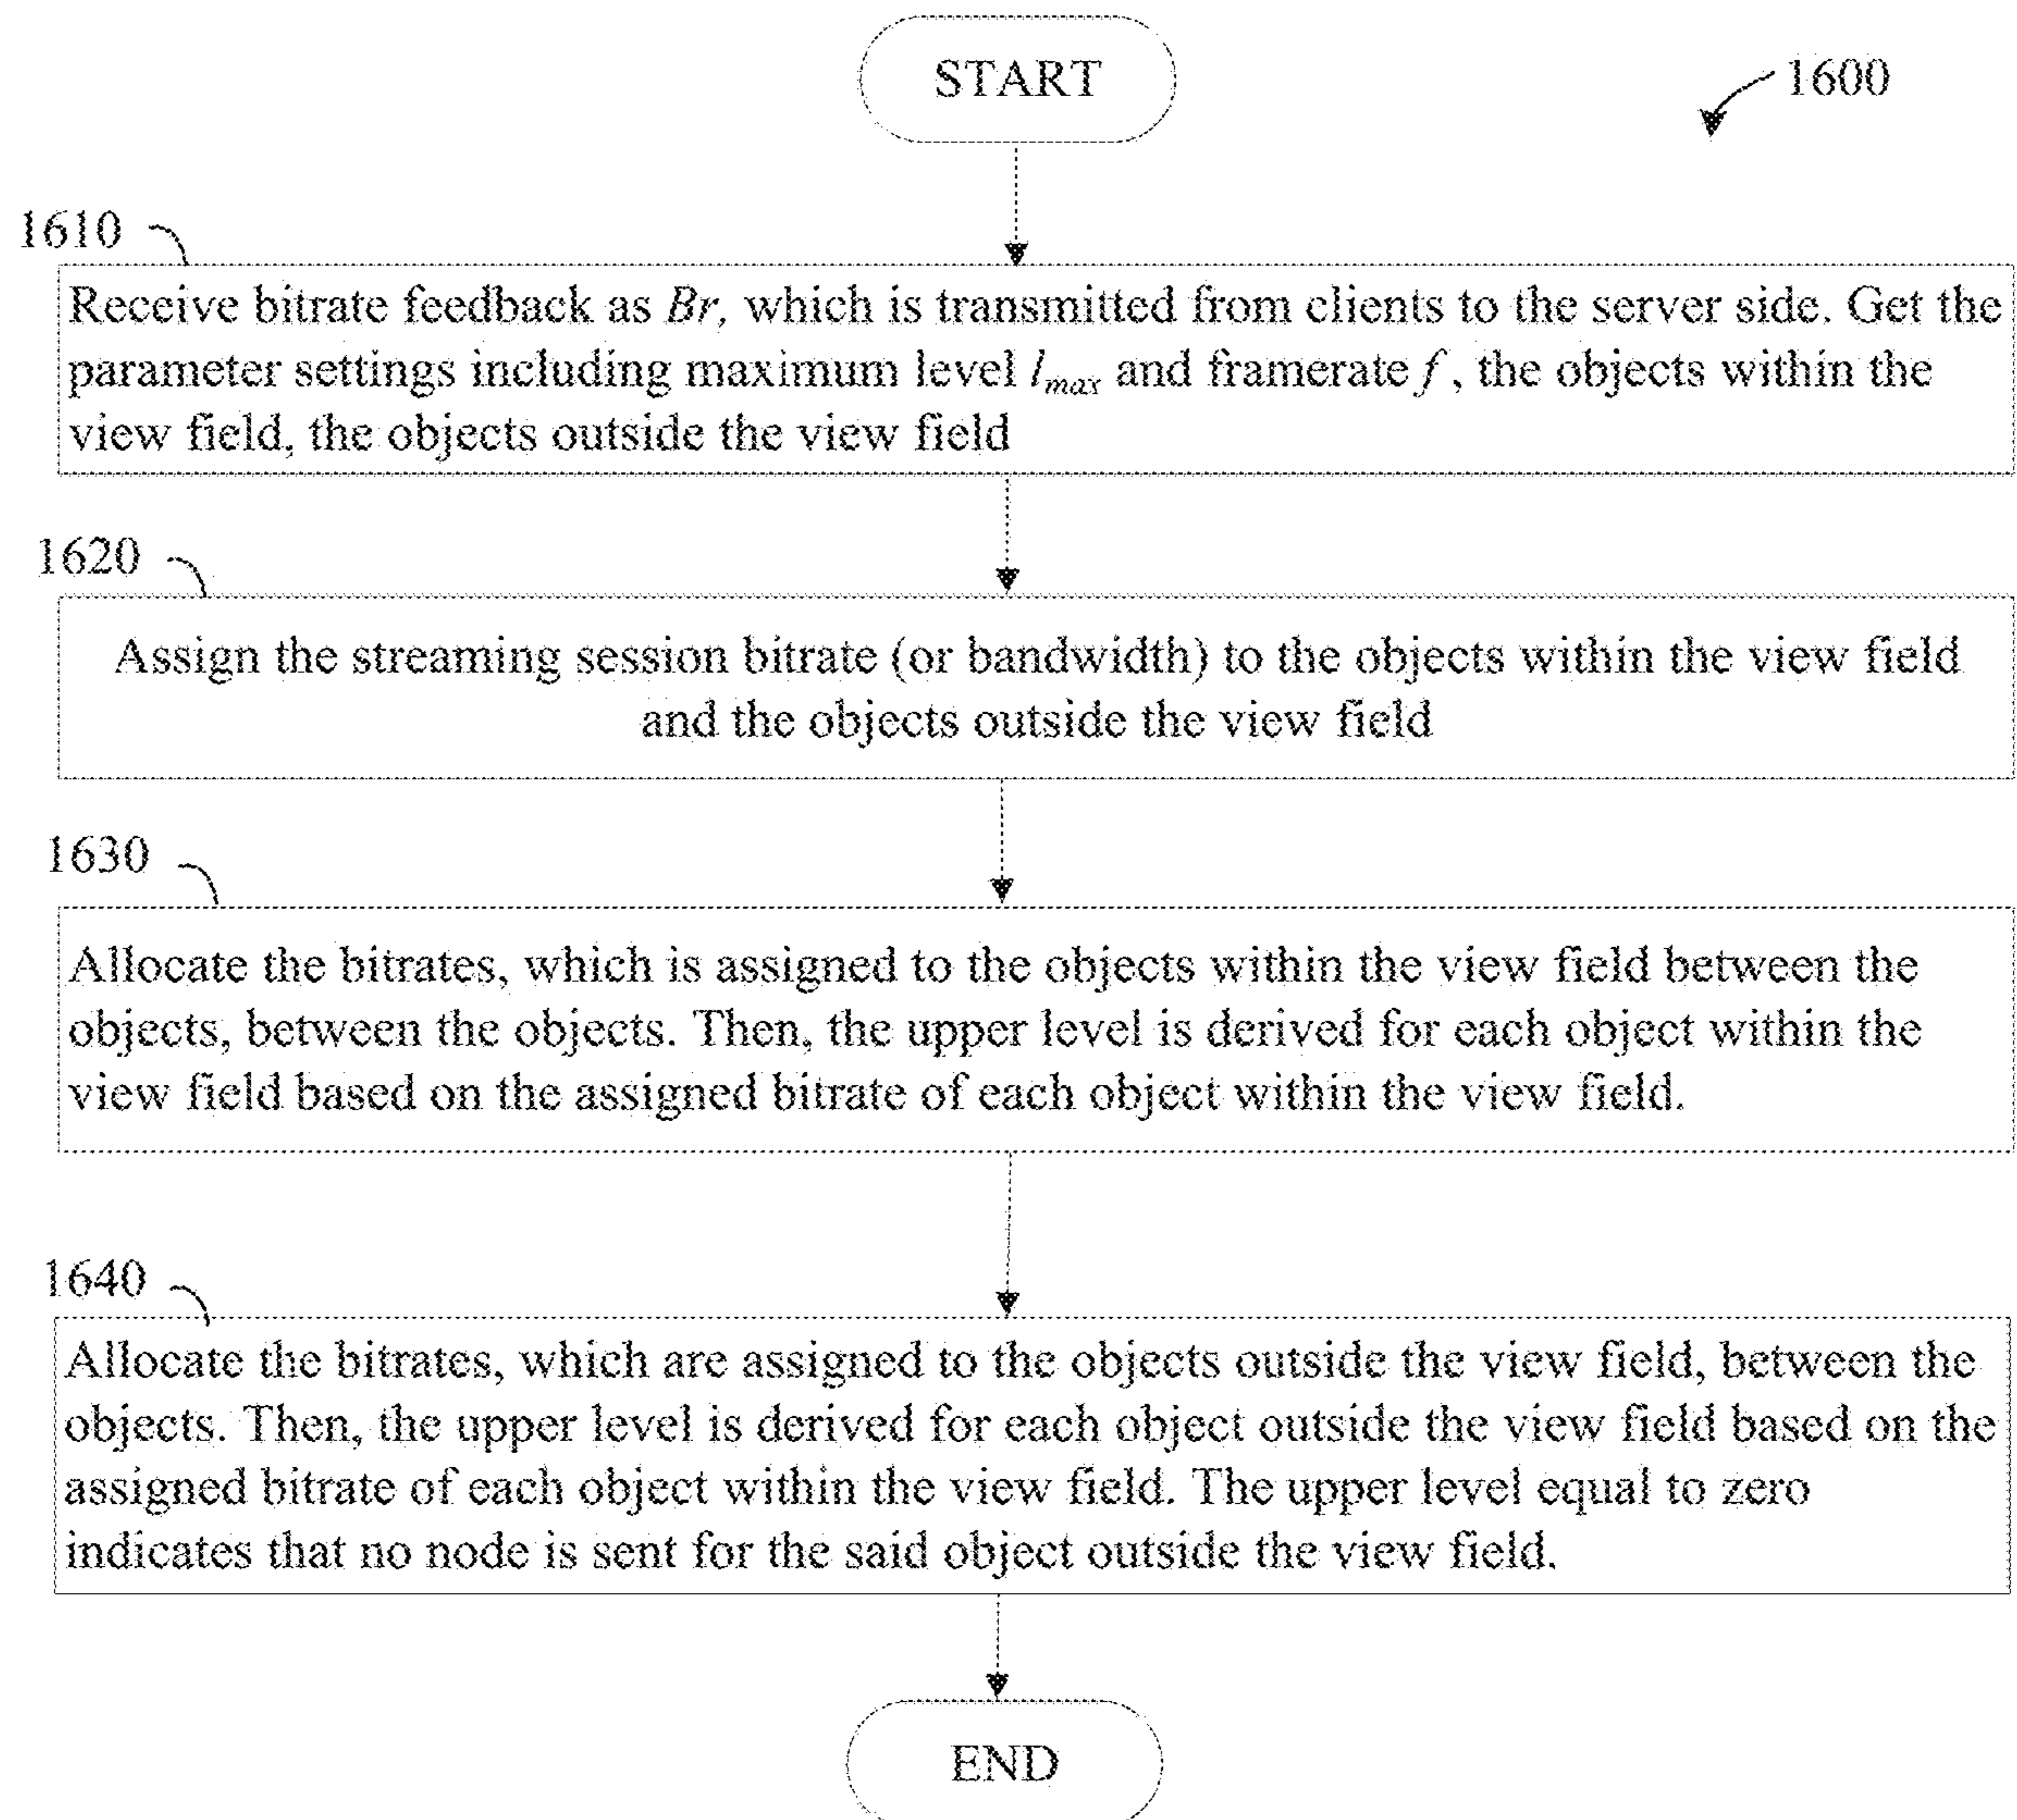 START
1600
1610
Receive bitrate feedback as Br, which is transmitted from clients to the server side. Get the
parameter settings including maximum level lmax and framerate f , the objects within the
view field, the objects outside the view field
1620
Assign the streaming session bitrate (or bandwidth) to the objects within the view field
and the objects outside the view field
1630
Allocate the bitrates, which is assigned to the objects within the view field between the
objects, between the objects. Then, the upper level is derived for each object within the
view field based on the assigned bitrate of each object within the view field.
1640
Allocate the bitrates, which are assigned to the objects outside the view field, between the
objects. Then, the upper level is derived for each object outside the view field based on the
assigned bitrate of each object within the view field. The upper level equal to zero
indicates that no node is sent for the said object outside the view field.
END